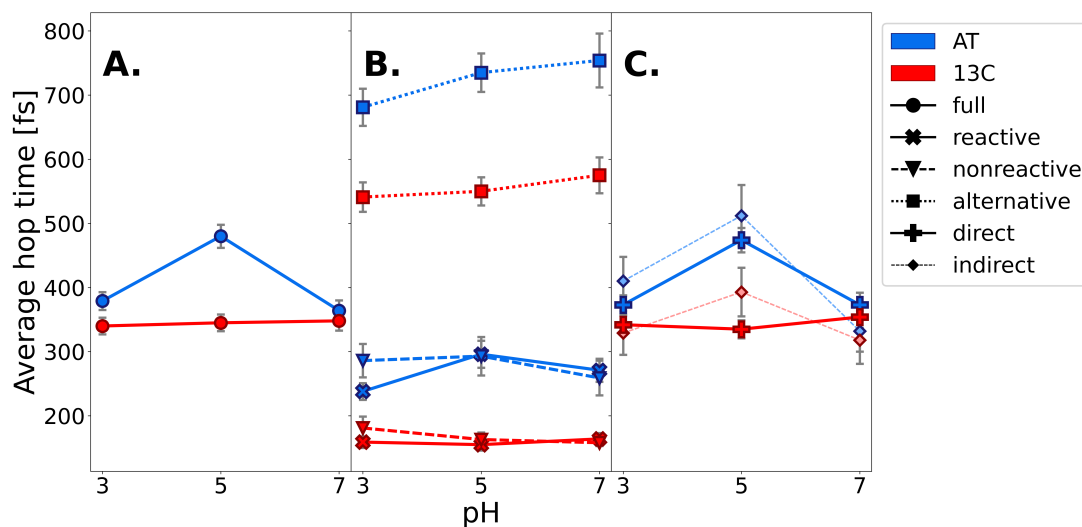 Average hop time [fs]
800
700
600
500
400
300
200
A.
B.
C.
3
5
7
3
5
7
3
5
7
pH
AT
13C
full
reactive
nonreactive
alternative
direct
indirect